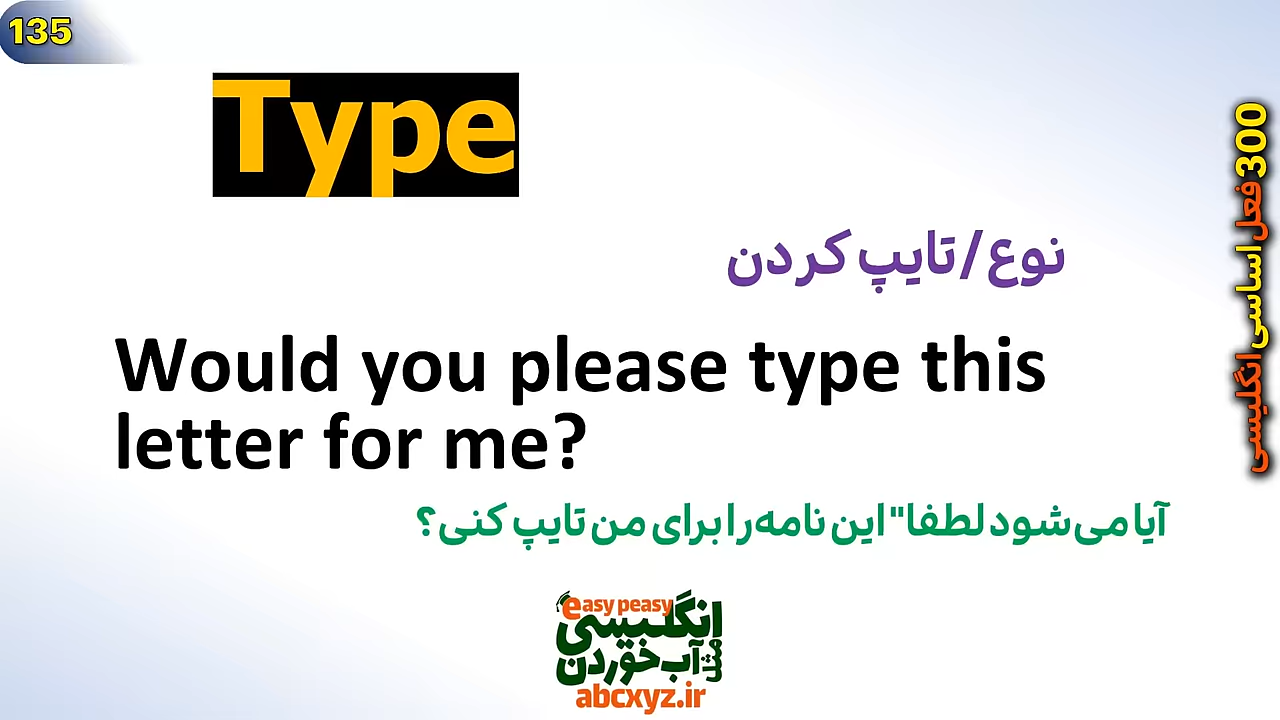 135
Type
نوع/تایپ کردن
Would you please type this
letter for me?
آیا می‌شود لطفا" این نامه را برای من تایپ کنی؟
300 فعل اساسی انگلیسی
easy peasy
انگلیسی
مثل
آب خوردن
abcxyz.ir